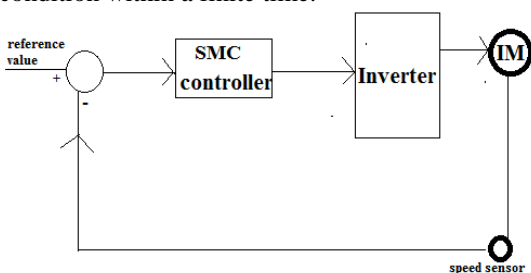 condition within a finite time.
reference
value
+
-
SMC
controller
Inverter
IM
speed sensor